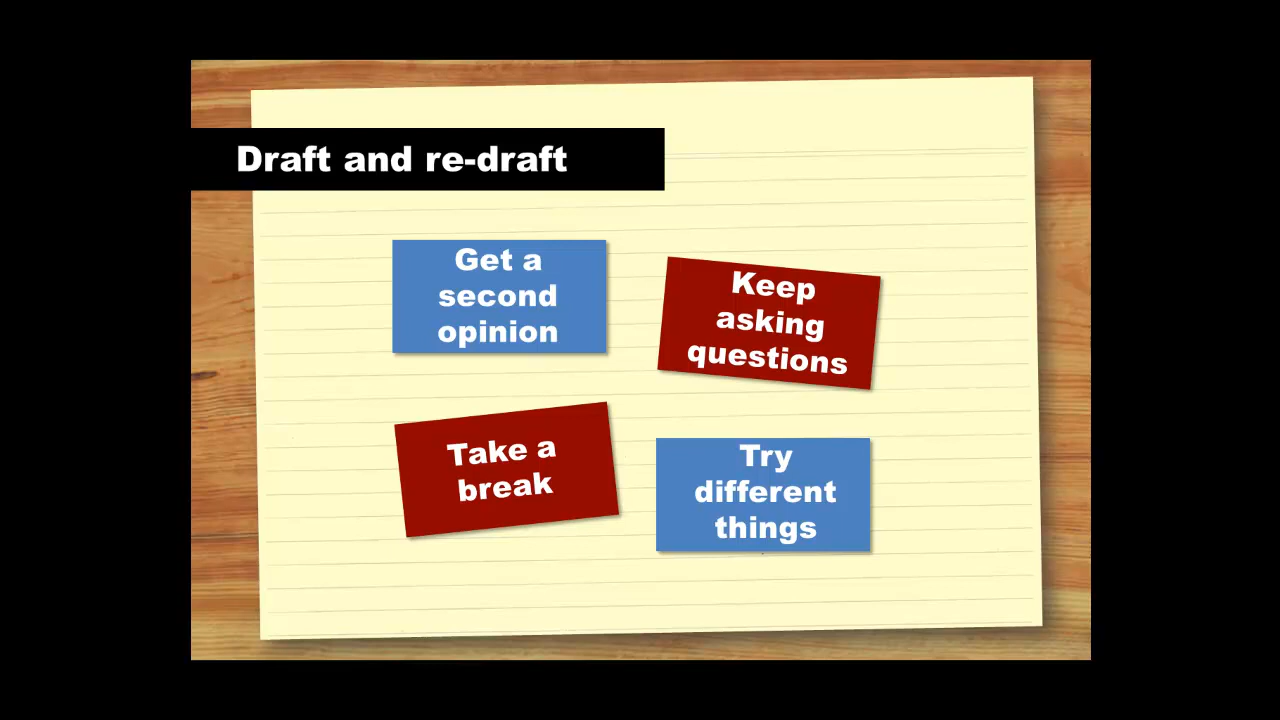 Draft and re-draft
Get a
second
opinion
Keep
asking
questions
Take a
break
Try
different
things